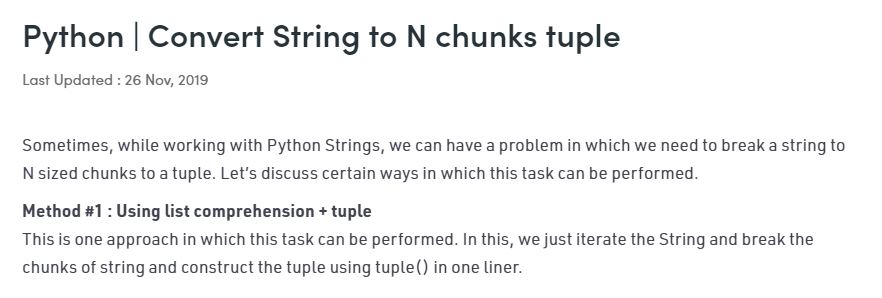 Python | Convert String to N chunks tuple
Last Updated : 26 Nov, 2019
Sometimes, while working with Python Strings, we can have a problem in which we need to break a string to
N sized chunks to a tuple. Let’s discuss certain ways in which this task can be performed.
Method #1 : Using list comprehension + tuple
This is one approach in which this task can be performed. In this, we just iterate the String and break the
chunks of string and construct the tuple using tuple() in one liner.